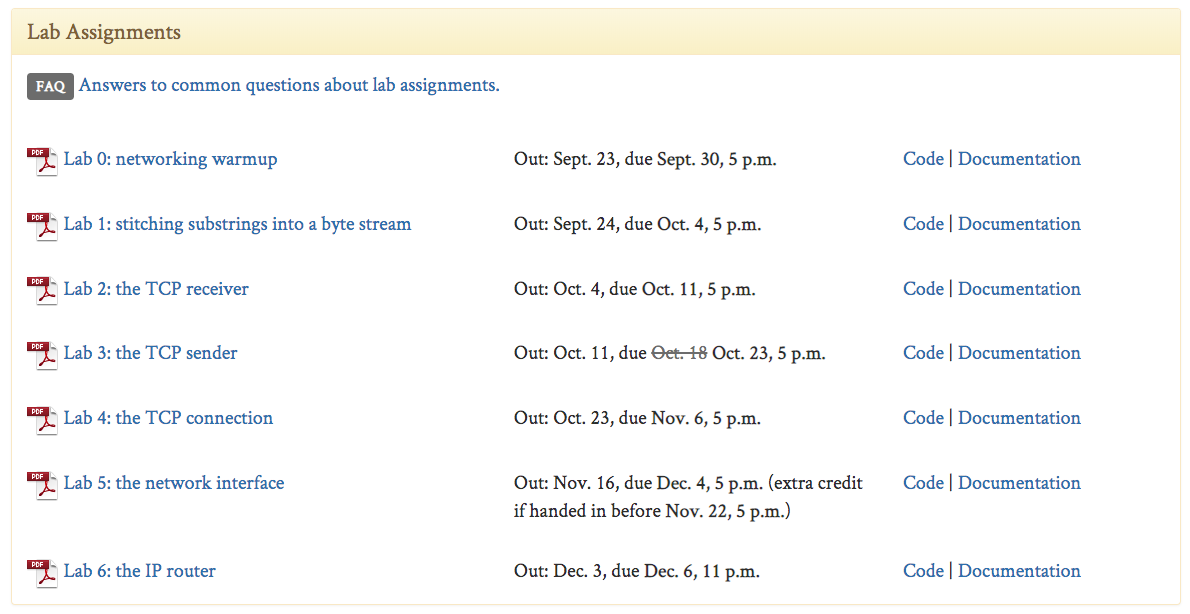 Lab Assignments
FAQ Answers to common questions about lab assignments.
PDF Lab 0: networking warmup Out: Sept. 23, due Sept. 30, 5 p.m. Code | Documentation
PDF Lab 1: stitching substrings into a byte stream Out: Sept. 24, due Oct. 4, 5 p.m. Code | Documentation
PDF Lab 2: the TCP receiver Out: Oct. 4, due Oct. 11, 5 p.m. Code | Documentation
PDF Lab 3: the TCP sender Out: Oct. 11, due Oct. 18 Oct. 23, 5 p.m. Code | Documentation
PDF Lab 4: the TCP connection Out: Oct. 23, due Nov. 6, 5 p.m. Code | Documentation
PDF Lab 5: the network interface Out: Nov. 16, due Dec. 4, 5 p.m. (extra credit Code | Documentation
if handed in before Nov. 22, 5 p.m.)
PDF Lab 6: the IP router Out: Dec. 3, due Dec. 6, 11 p.m. Code | Documentation